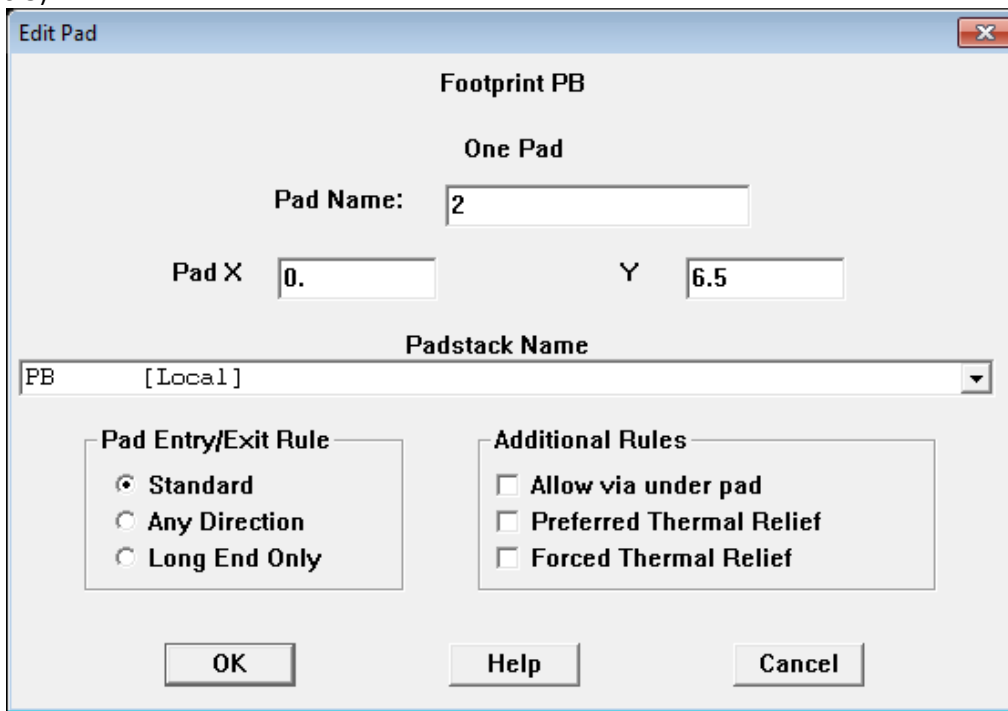 Edit Pad
Footprint PB
One Pad
Pad Name: 2
Pad X 0. Y 6.5
Padstack Name
PB [Local]
Pad Entry/Exit Rule
Standard
Any Direction
Long End Only
Additional Rules
Allow via under pad
Preferred Thermal Relief
Forced Thermal Relief
OK Help Cancel